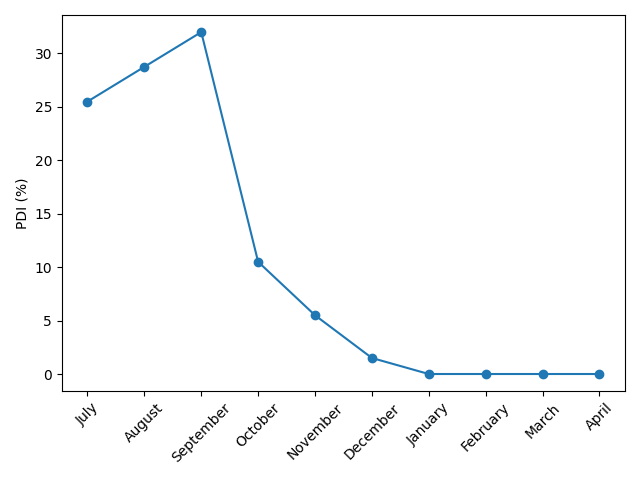 PDI (%)
30
25
20
15
10
5
0
July
August
September
October
November
December
January
February
March
April